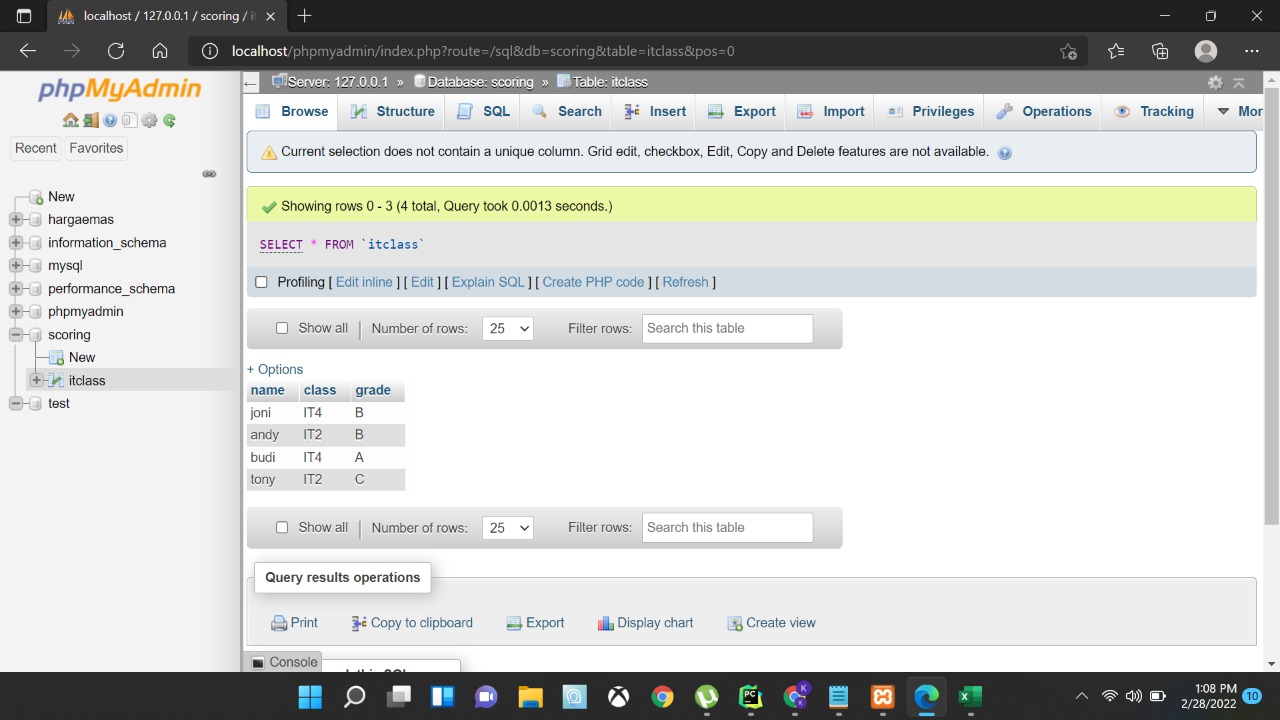 localhost / 127.0.0.1 / scoring / it
localhost/phpmyadmin/index.php?route=/sql&db=scoring&table=itclass&pos=0
phpMyAdmin
Recent Favorites
New
hargaemas
information_schema
mysql
performance_schema
phpmyadmin
scoring
New
itclass
test
Server: 127.0.0.1 » Database: scoring » Table: itclass
Browse Structure SQL Search Insert Export Import Privileges Operations Tracking Mor
Current selection does not contain a unique column. Grid edit, checkbox, Edit, Copy and Delete features are not available.
Showing rows 0 - 3 (4 total, Query took 0.0013 seconds.)
SELECT * FROM `itclass`
Profiling [ Edit inline ] [ Edit ] [ Explain SQL ] [ Create PHP code ] [ Refresh ]
Show all | Number of rows: 25 Filter rows: Search this table
+ Options
name class grade
joni IT4 B
andy IT2 B
budi IT4 A
tony IT2 C
Show all | Number of rows: 25 Filter rows: Search this table
Query results operations
Print Copy to clipboard Export Display chart Create view
Console
1:08 PM
2/28/2022
10